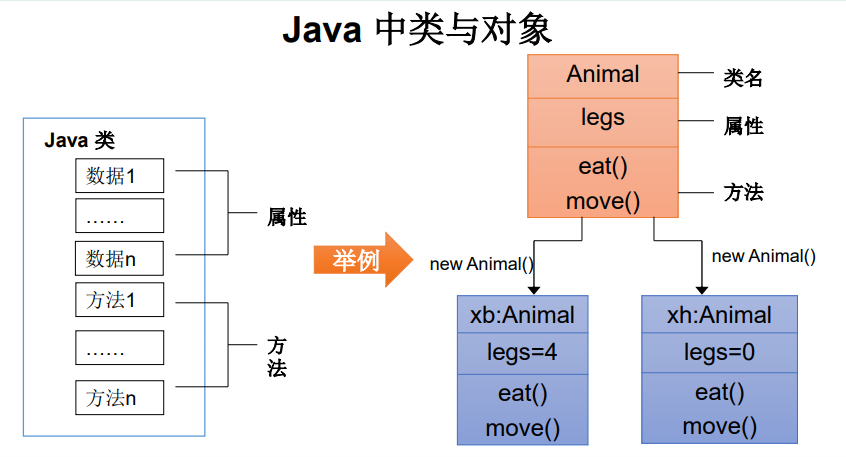 Java 中类与对象
Java 类
数据1
……
数据n
方法1
……
方法n
属性
方
法
举例
Animal
legs
eat()
move()
类名
属性
方法
new Animal()
new Animal()
xb:Animal
legs=4
eat()
move()
xh:Animal
legs=0
eat()
move()